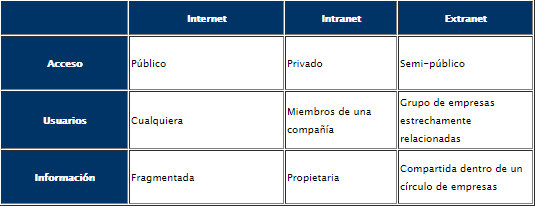 Internet Intranet Extranet
Acceso Público Privado Semi-público
Usuarios Cualquiera Miembros de una compañía Grupo de empresas estrechamente relacionadas
Información Fragmentada Propietaria Compartida dentro de un círculo de empresas